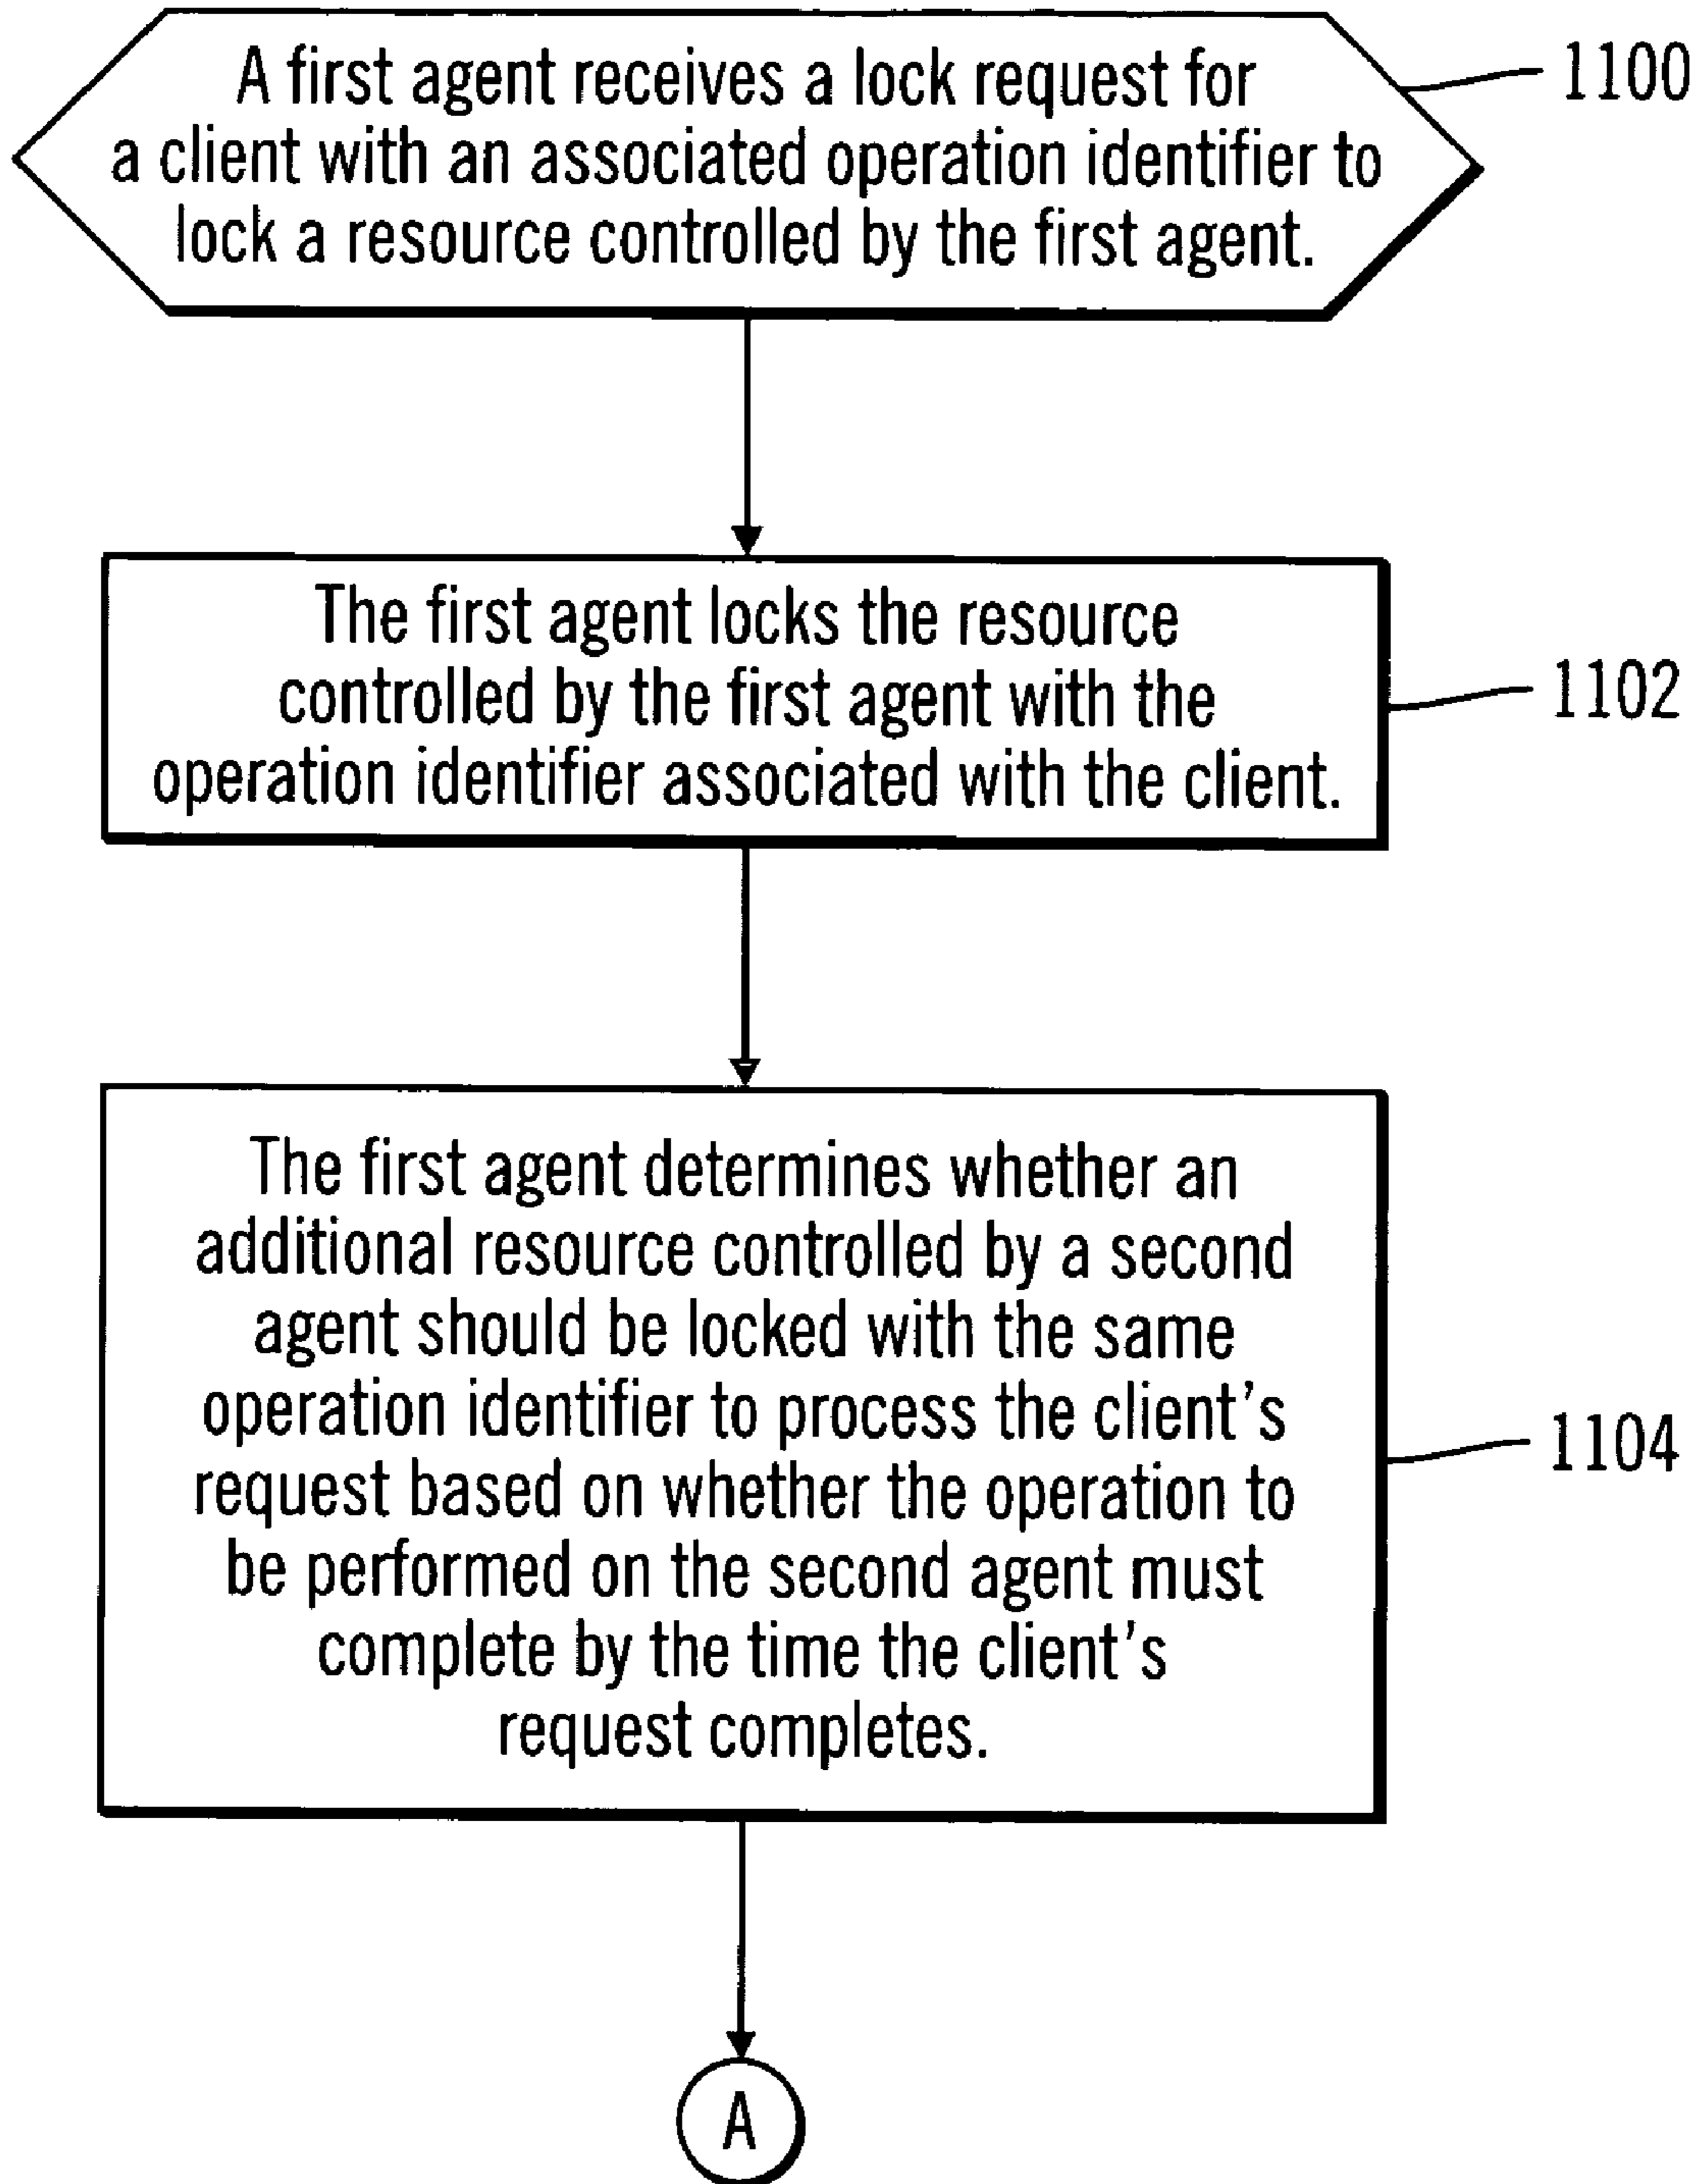 A first agent receives a lock request for
a client with an associated operation identifier to
lock a resource controlled by the first agent.
1100
The first agent locks the resource
controlled by the first agent with the
operation identifier associated with the client.
1102
The first agent determines whether an
additional resource controlled by a second
agent should be locked with the same
operation identifier to process the client's
request based on whether the operation to
be performed on the second agent must
complete by the time the client's
request completes.
1104
A